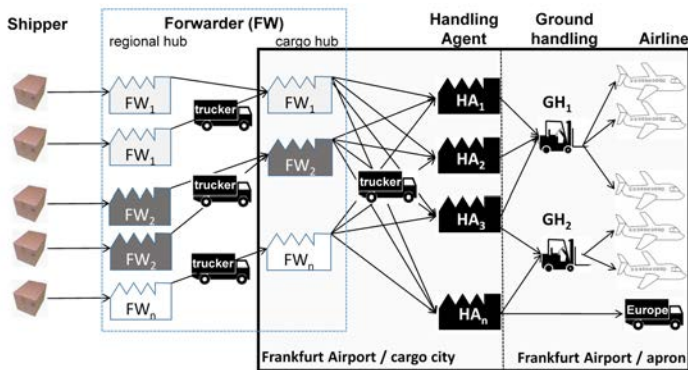 Shipper
Forwarder (FW)
regional hub
cargo hub
Handling
Agent
Ground
handling
Airline
FW1
FW1
trucker
HA1
GH1
FW1
FW2
HA2
FW2
trucker
trucker
HA3
GH2
FW2
trucker
FWn
FWn
HAn
Europe
Frankfurt Airport / cargo city
Frankfurt Airport / apron